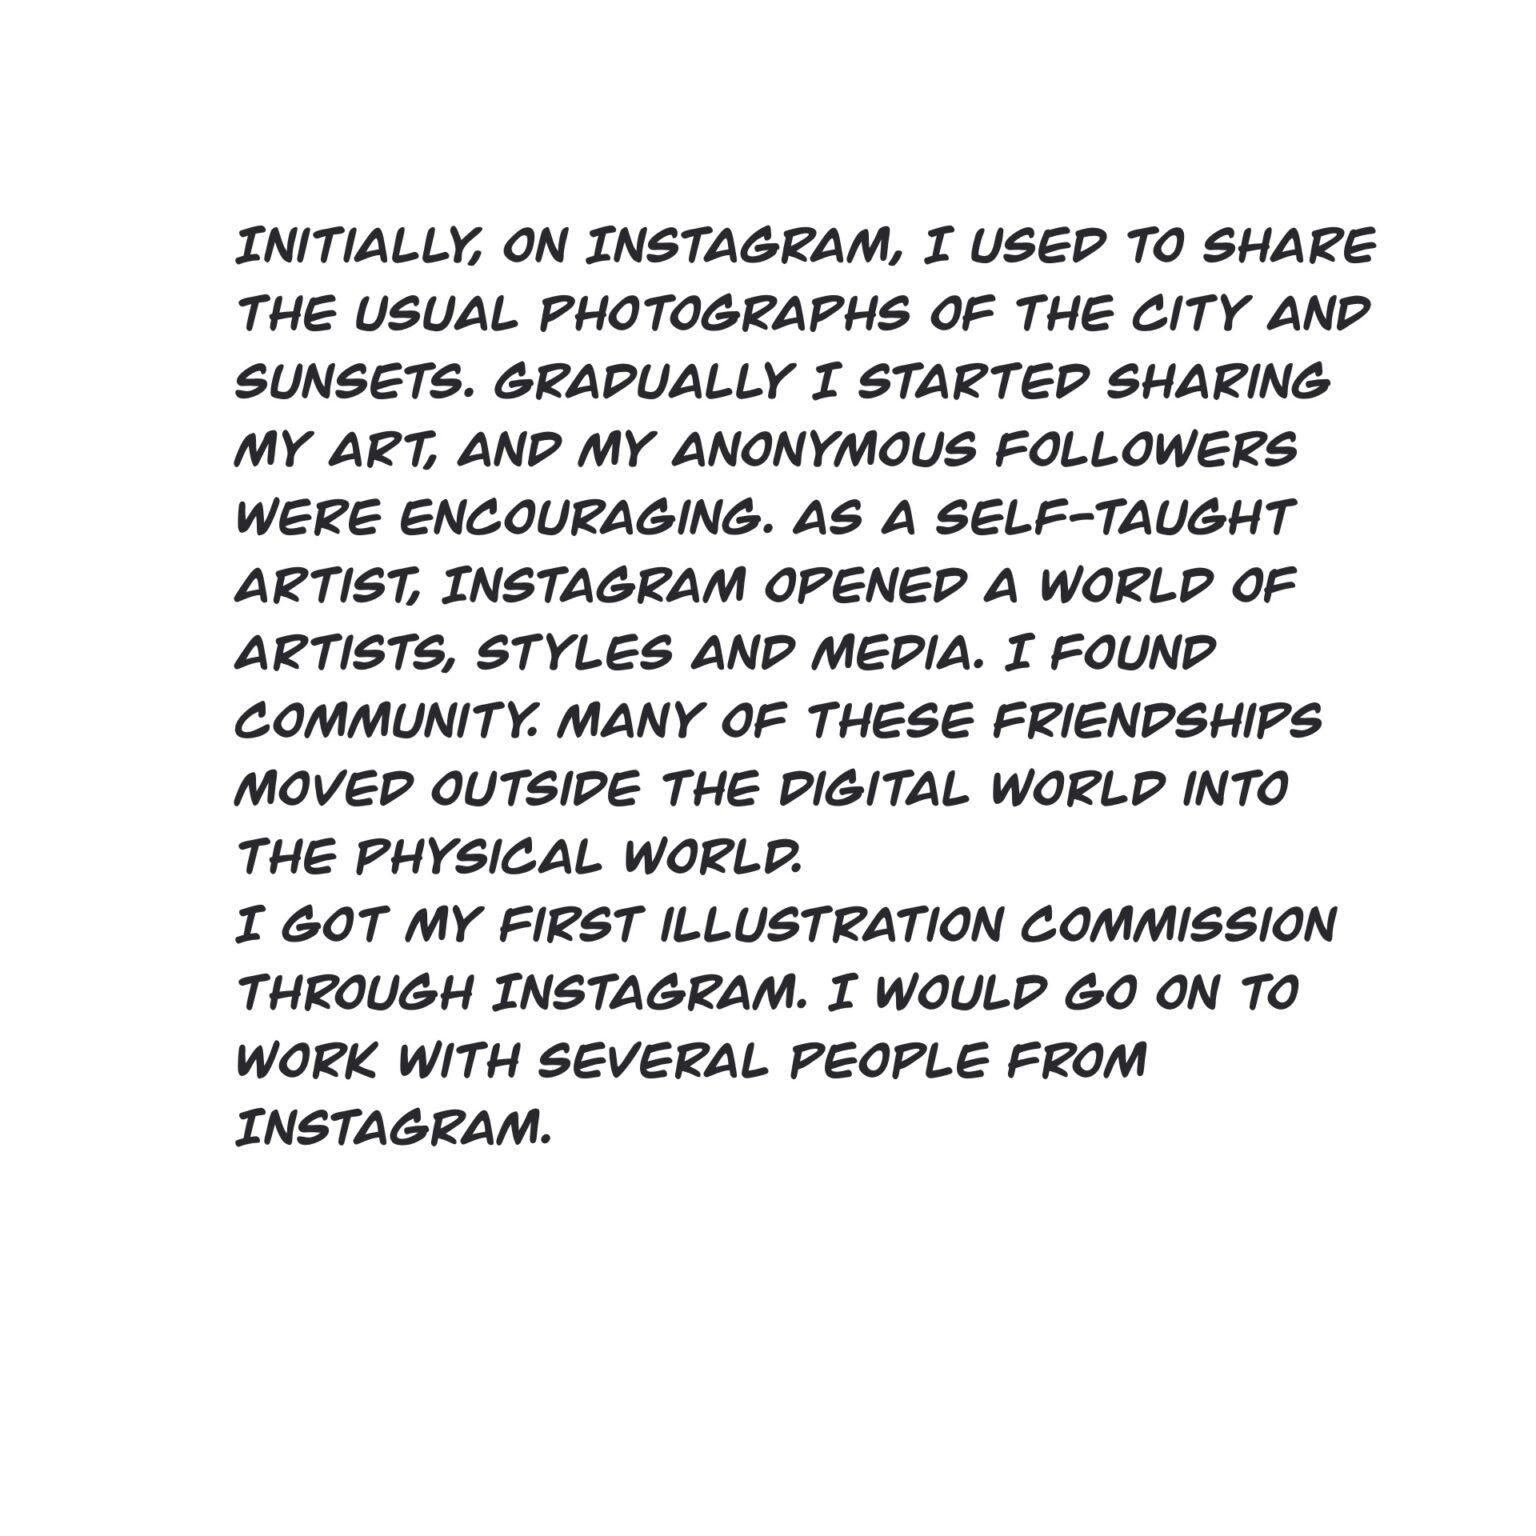 INITIALLY, ON INSTAGRAM, I USED TO SHARE
THE USUAL PHOTOGRAPHS OF THE CITY AND
SUNSETS. GRADUALLY I STARTED SHARING
MY ART, AND MY ANONYMOUS FOLLOWERS
WERE ENCOURAGING. AS A SELF-TAUGHT
ARTIST, INSTAGRAM OPENED A WORLD OF
ARTISTS, STYLES AND MEDIA. I FOUND
COMMUNITY. MANY OF THESE FRIENDSHIPS
MOVED OUTSIDE THE DIGITAL WORLD INTO
THE PHYSICAL WORLD.
I GOT MY FIRST ILLUSTRATION COMMISSION
THROUGH INSTAGRAM. I WOULD GO ON TO
WORK WITH SEVERAL PEOPLE FROM
INSTAGRAM.